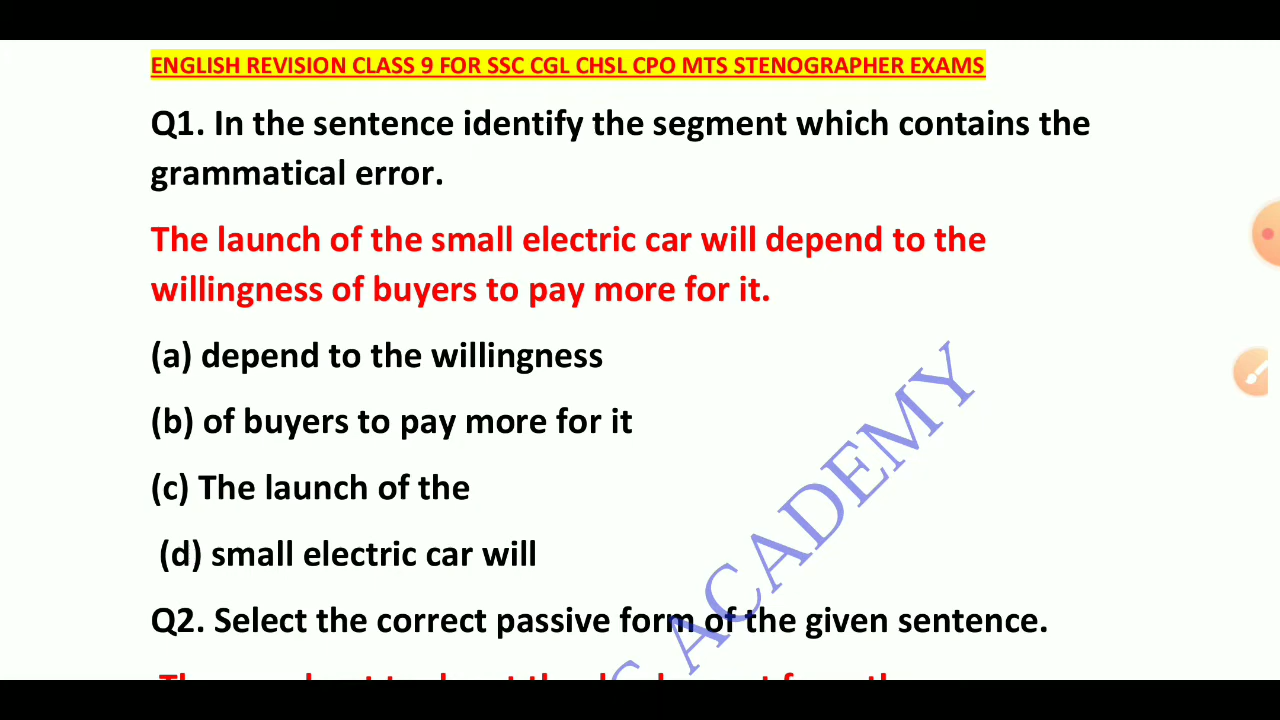 ENGLISH REVISION CLASS 9 FOR SSC CGL CHSL CPO MTS STENOGRAPHER EXAMS
Q1. In the sentence identify the segment which contains the
grammatical error.
The launch of the small electric car will depend to the
willingness of buyers to pay more for it.
(a) depend to the willingness
(b) of buyers to pay more for it
(c) The launch of the
(d) small electric car will
Q2. Select the correct passive form of the given sentence.
ACADEMY